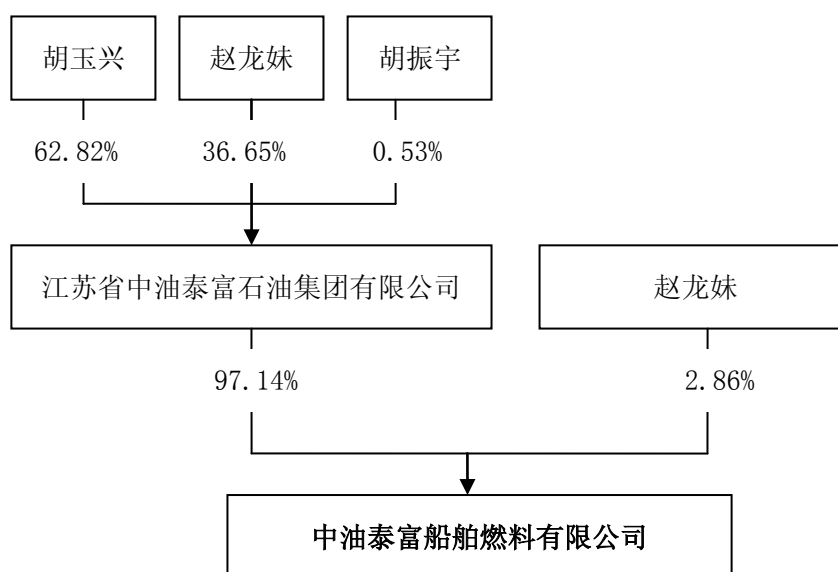 胡玉兴 赵龙妹 胡振宇
62.82% 36.65% 0.53%
江苏省中油泰富石油集团有限公司 赵龙妹
97.14% 2.86%
中油泰富船舶燃料有限公司